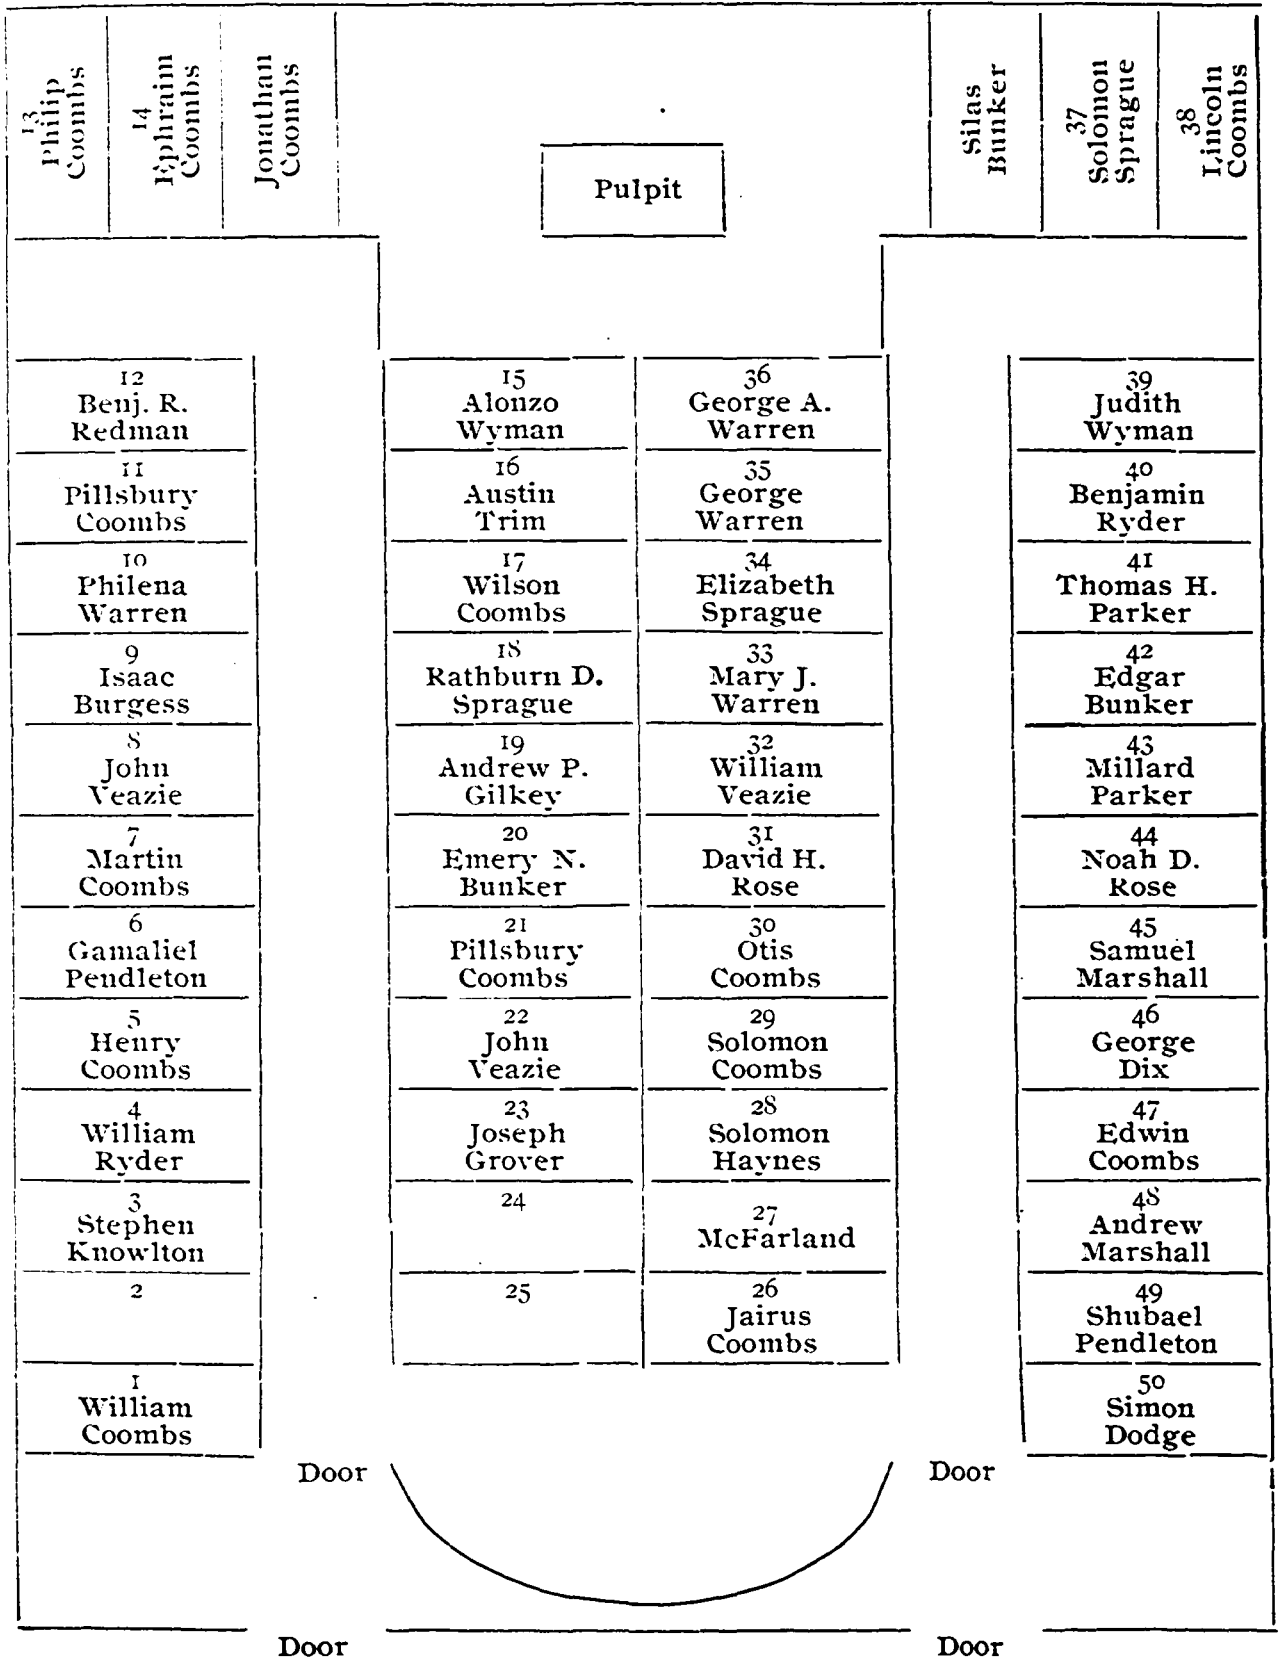 13
Philip
Coombs
14
Ephraim
Coombs
Jonathan
Coombs
Pulpit
Silas
Bunker
37
Solomon
Sprague
38
Lincoln
Coombs
12
Benj. R.
Redman
11
Pillsbury
Coombs
10
Philena
Warren
9
Isaac
Burgess
8
John
Veazie
7
Martin
Coombs
6
Gamaliel
Pendleton
5
Henry
Coombs
4
William
Ryder
3
Stephen
Knowlton
2
1
William
Coombs
15
Alonzo
Wyman
16
Austin
Trim
17
Wilson
Coombs
18
Rathburn D.
Sprague
19
Andrew P.
Gilkey
20
Emery N.
Bunker
21
Pillsbury
Coombs
22
John
Veazie
23
Joseph
Grover
24
25
36
George A.
Warren
35
George
Warren
34
Elizabeth
Sprague
33
Mary J.
Warren
32
William
Veazie
31
David H.
Rose
30
Otis
Coombs
29
Solomon
Coombs
28
Solomon
Haynes
27
McFarland
26
Jairus
Coombs
39
Judith
Wyman
40
Benjamin
Ryder
41
Thomas H.
Parker
42
Edgar
Bunker
43
Millard
Parker
44
Noah D.
Rose
45
Samuel
Marshall
46
George
Dix
47
Edwin
Coombs
48
Andrew
Marshall
49
Shubael
Pendleton
50
Simon
Dodge
Door
Door
Door
Door